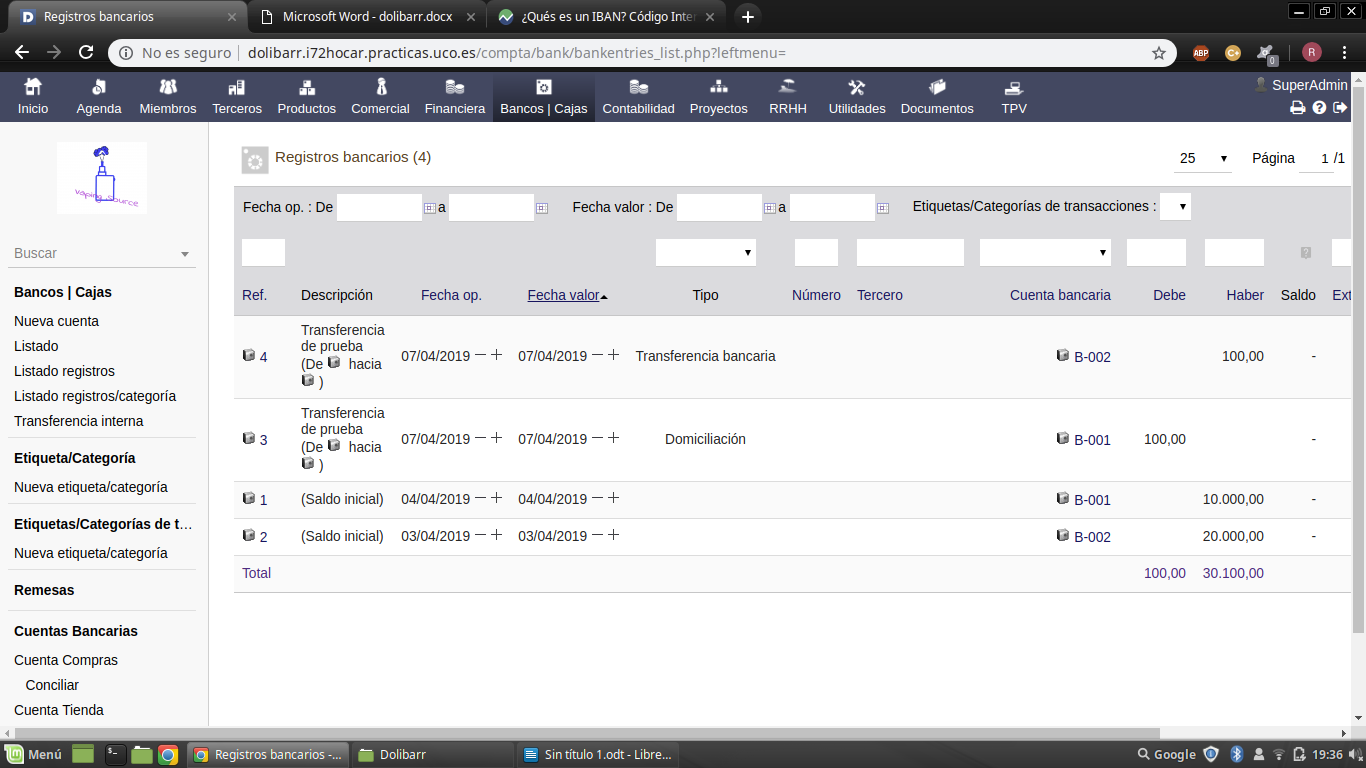 Registros bancarios
Microsoft Word - dolibarr.docx
¿Qués es un IBAN? Código Inter
No es seguro
dolibarr.i72hocar.practicas.uco.es/compta/bank/bankentries_list.php?leftmenu=
ABP
C+
0
R
Inicio
Agenda
Miembros
Terceros
Productos
Comercial
Financiera
Bancos | Cajas
Contabilidad
Proyectos
RRHH
Utilidades
Documentos
TPV
SuperAdmin
vaping source
Buscar
Bancos | Cajas
Nueva cuenta
Listado
Listado registros
Listado registros/categoría
Transferencia interna
Etiqueta/Categoría
Nueva etiqueta/categoría
Etiquetas/Categorías de t...
Nueva etiqueta/categoría
Remesas
Cuentas Bancarias
Cuenta Compras
Conciliar
Cuenta Tienda
Registros bancarios (4)
25 Página 1 /1
Fecha op. : De a Fecha valor : De a Etiquetas/Categorías de transacciones :
Ref. Descripción Fecha op. Fecha valor Tipo Número Tercero Cuenta bancaria Debe Haber Saldo Ext
4 Transferencia de prueba (De hacia ) 07/04/2019 07/04/2019 Transferencia bancaria B-002 100,00 -
3 Transferencia de prueba (De hacia ) 07/04/2019 07/04/2019 Domiciliación B-001 100,00 -
1 (Saldo inicial) 04/04/2019 04/04/2019 B-001 10.000,00 -
2 (Saldo inicial) 03/04/2019 03/04/2019 B-002 20.000,00 -
Total 100,00 30.100,00
Menú
Registros bancarios -...
Dolibarr
Sin título 1.odt - Libre...
Google
19:36